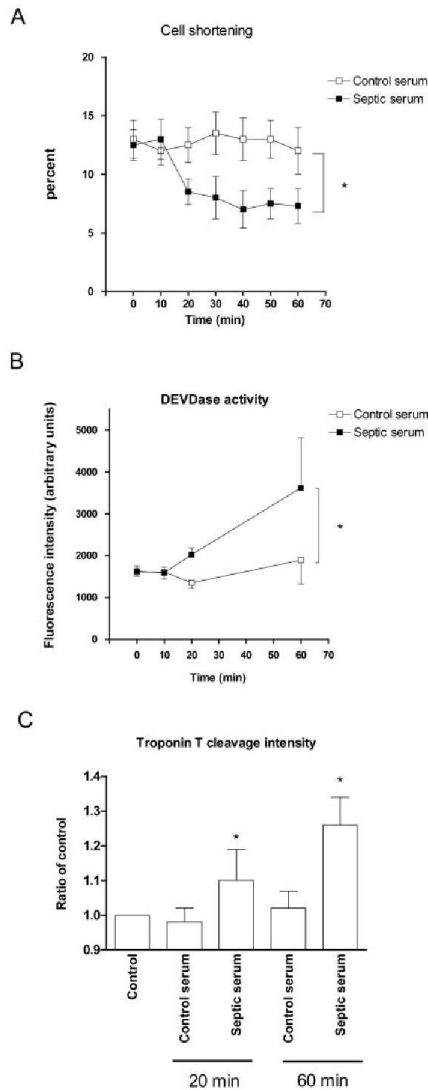 A
Cell shortening
20
15
10
5
0
percent
0 10 20 30 40 50 60 70
Time (min)
Control serum
Septic serum
*
B
DEVDase activity
5000
4000
3000
2000
1000
0
Fluorescence intensity (arbitrary units)
0 10 20 30 40 50 60 70
Time (min)
Control serum
Septic serum
*
C
Troponin T cleavage intensity
1.4
1.3
1.2
1.1
1.0
0.9
Ratio of control
*
*
Control
Control serum
Septic serum
Control serum
Septic serum
20 min
60 min